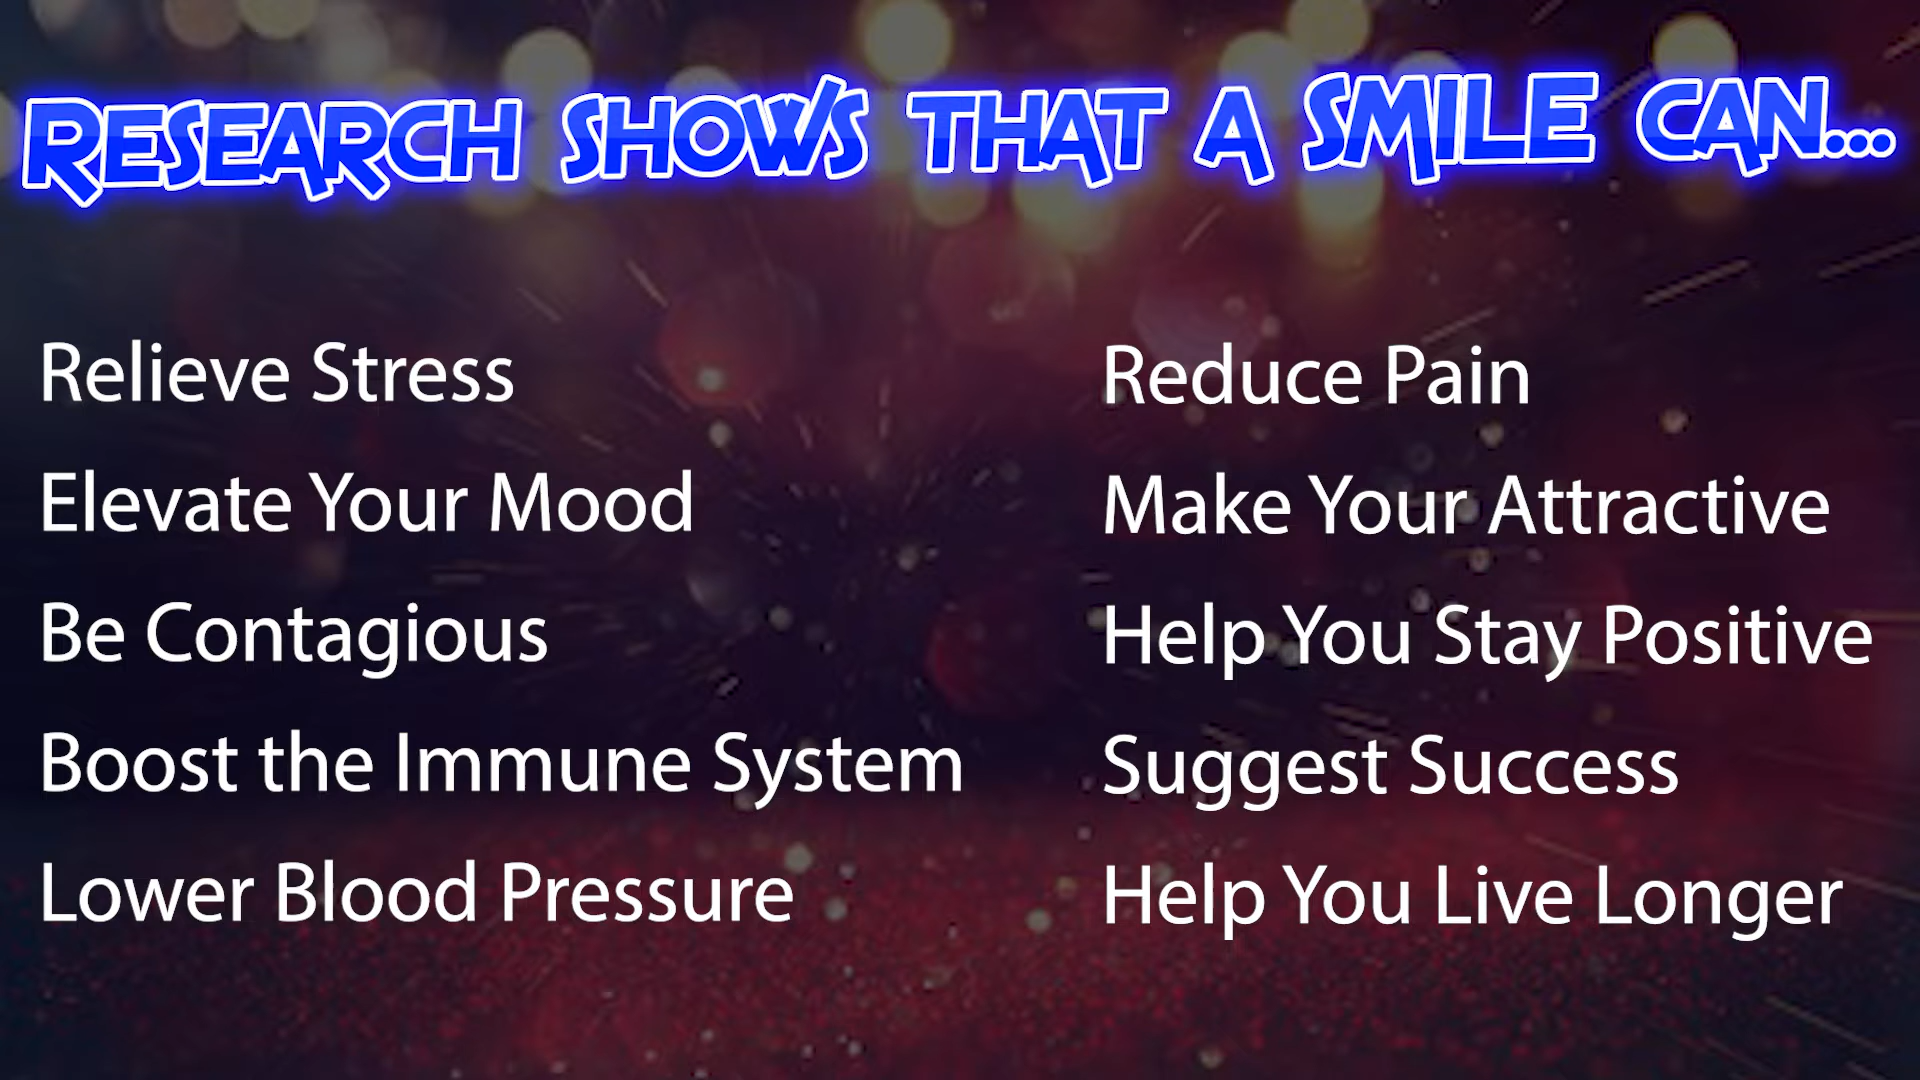 RESEARCH SHOWS THAT A SMILE CAN...
Relieve Stress
Elevate Your Mood
Be Contagious
Boost the Immune System
Lower Blood Pressure
Reduce Pain
Make Your Attractive
Help You Stay Positive
Suggest Success
Help You Live Longer